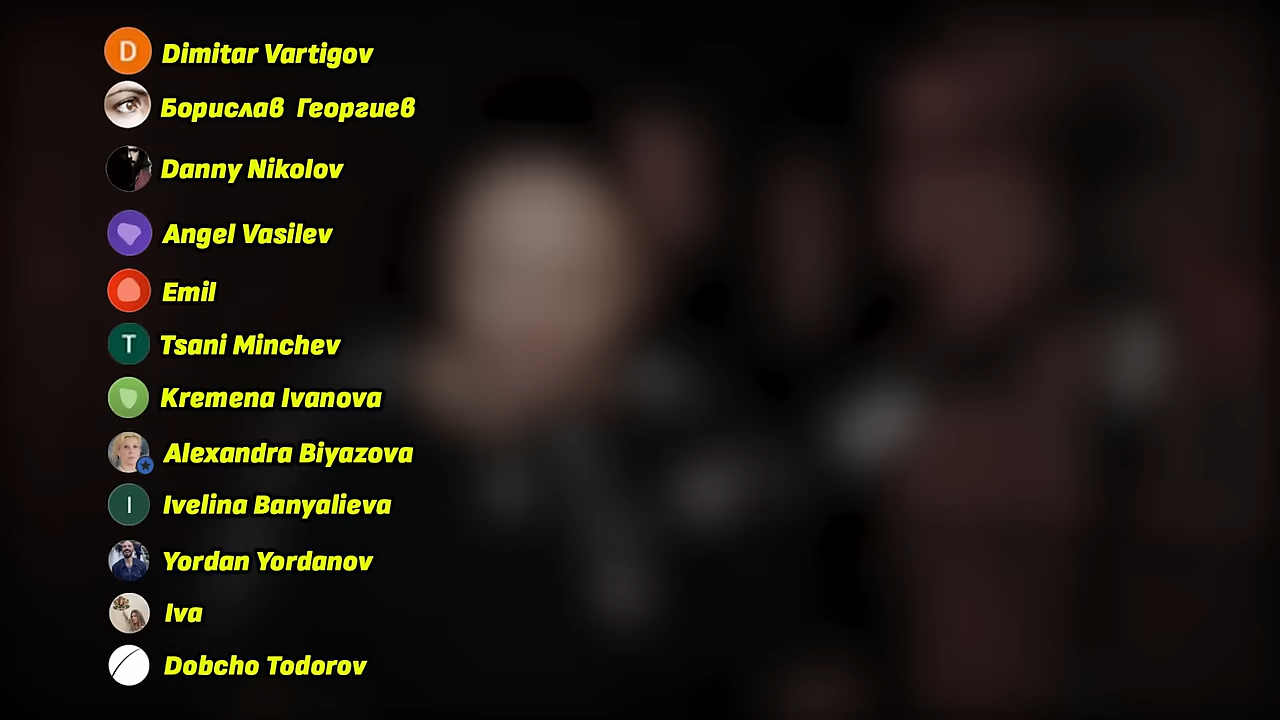 D
Dimitar Vartigov
Борислав Георгиев
Danny Nikolov
Angel Vasilev
Emil
T
Tsani Minchev
Kremena Ivanova
Alexandra Biyazova
I
Ivelina Banyalieva
Yordan Yordanov
Iva
Dobcho Todorov